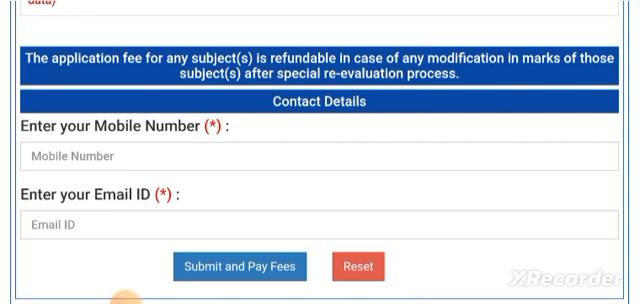 data)
The application fee for any subject(s) is refundable in case of any modification in marks of those
subject(s) after special re-evaluation process.
Contact Details
Enter your Mobile Number (*) :
Mobile Number
Enter your Email ID (*) :
Email ID
Submit and Pay Fees
Reset
XRecorder